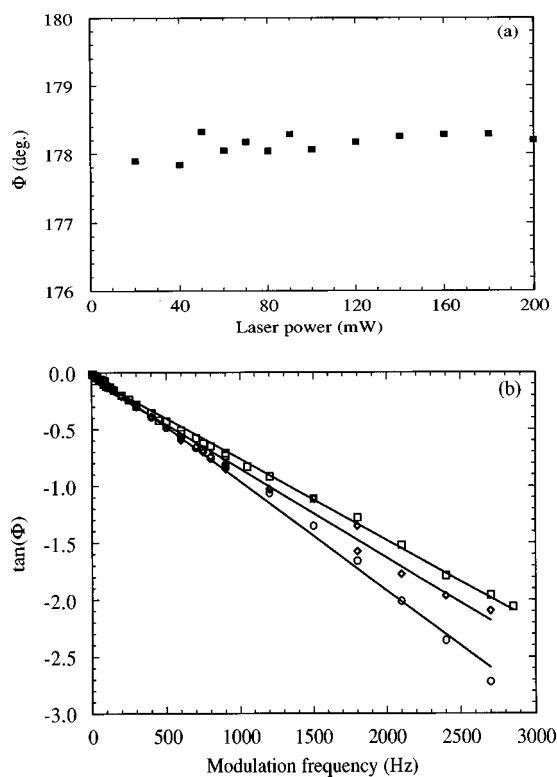 180
(a)
179
178
177
176
Φ (deg.)
0 40 80 120 160 200
Laser power (mW)
0.0
(b)
-0.5
-1.0
-1.5
-2.0
-2.5
-3.0
tan(Φ)
0 500 1000 1500 2000 2500 3000
Modulation frequency (Hz)